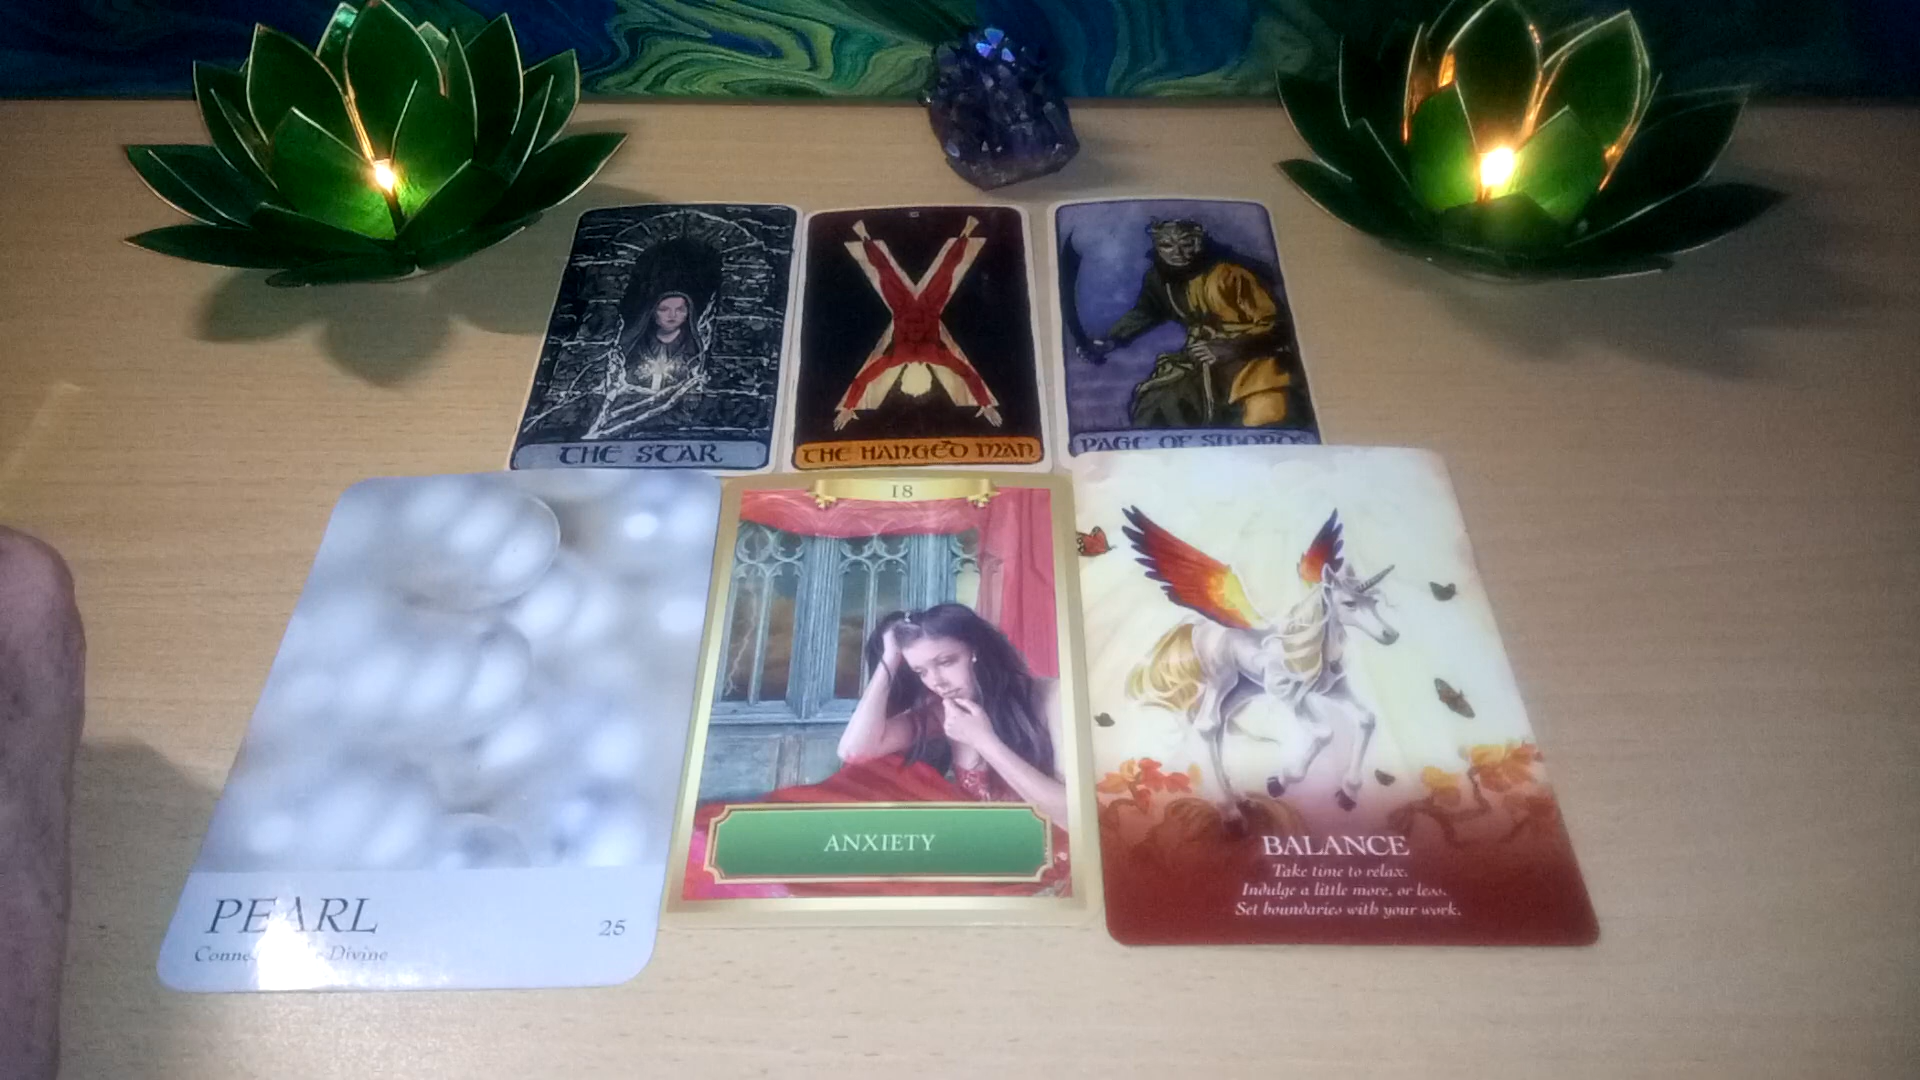 THE STAR
THE HANGED MAN
PAGE OF SWORDS
18
ANXIETY
PEARL
25
Divine
BALANCE
Take time to relax.
Indulge a little more, or less.
Set boundaries with your work.